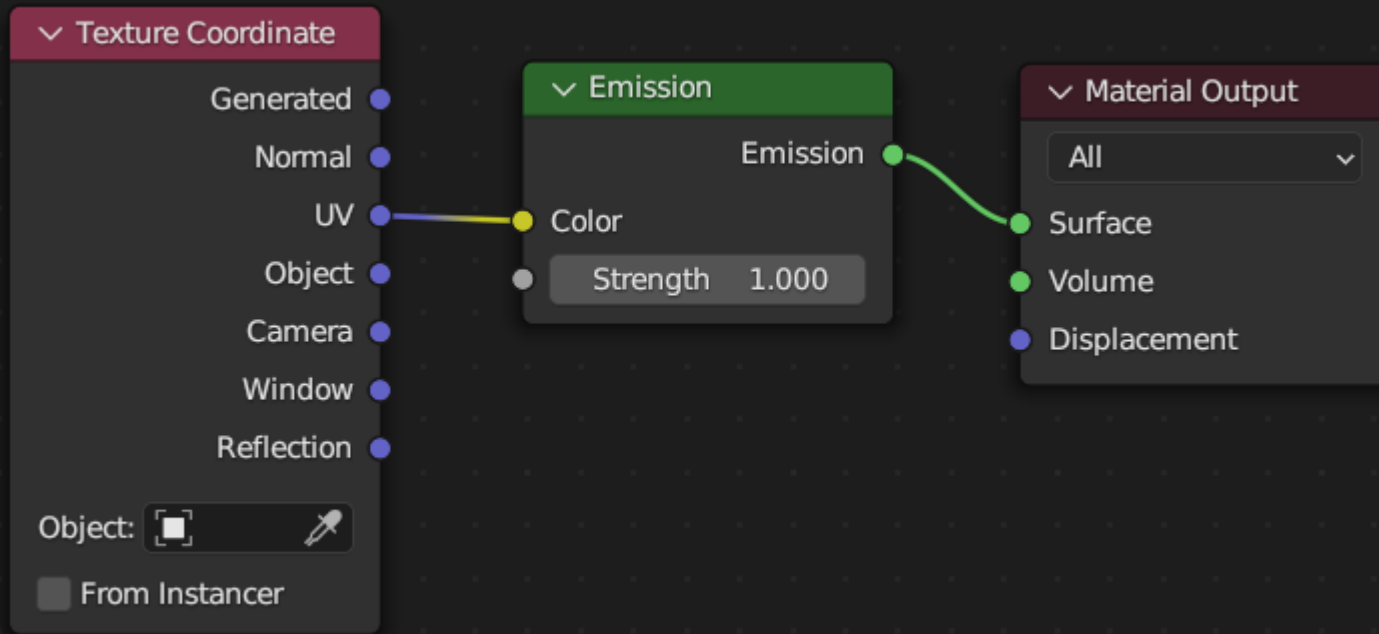 Texture Coordinate
Generated
Normal
UV
Object
Camera
Window
Reflection
Object:
From Instancer
Emission
Emission
Color
Strength 1.000
Material Output
All
Surface
Volume
Displacement